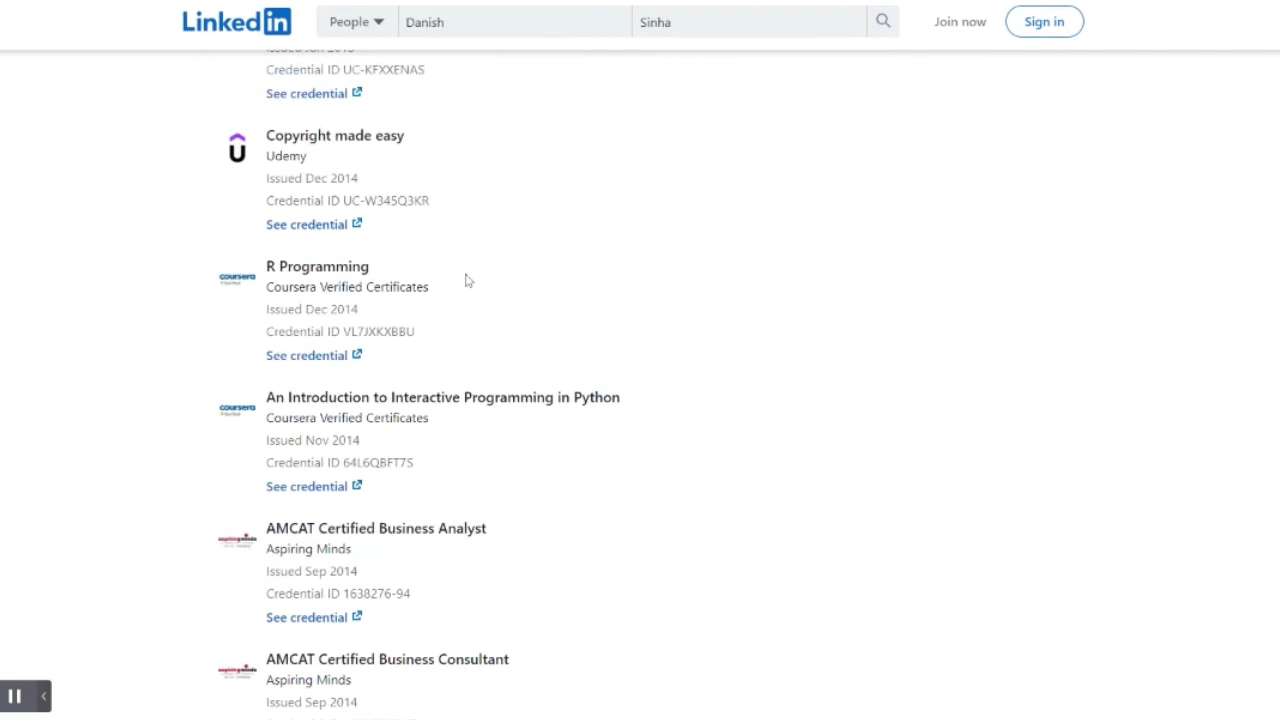 LinkedIn People Danish Sinha Join now Sign in
Credential ID UC-KFXXENAS
See credential
Copyright made easy
Udemy
Issued Dec 2014
Credential ID UC-W345Q3KR
See credential
coursera
R Programming
Coursera Verified Certificates
Issued Dec 2014
Credential ID VL7JXKXBBU
See credential
coursera
An Introduction to Interactive Programming in Python
Coursera Verified Certificates
Issued Nov 2014
Credential ID 64L6QBFT7S
See credential
aspiringminds
AMCAT Certified Business Analyst
Aspiring Minds
Issued Sep 2014
Credential ID 1638276-94
See credential
aspiringminds
AMCAT Certified Business Consultant
Aspiring Minds
Issued Sep 2014